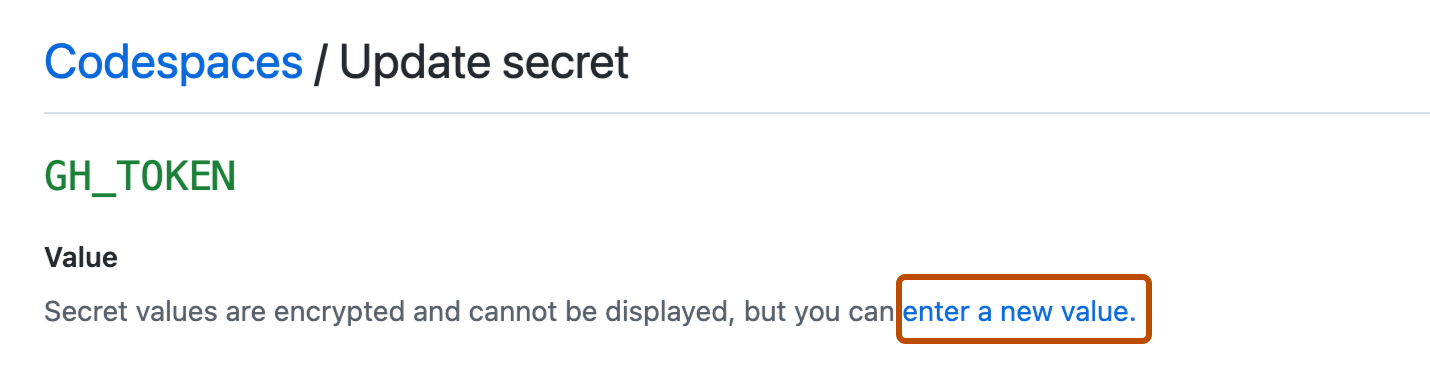 Codespaces / Update secret
GH_TOKEN
Value
Secret values are encrypted and cannot be displayed, but you can enter a new value.